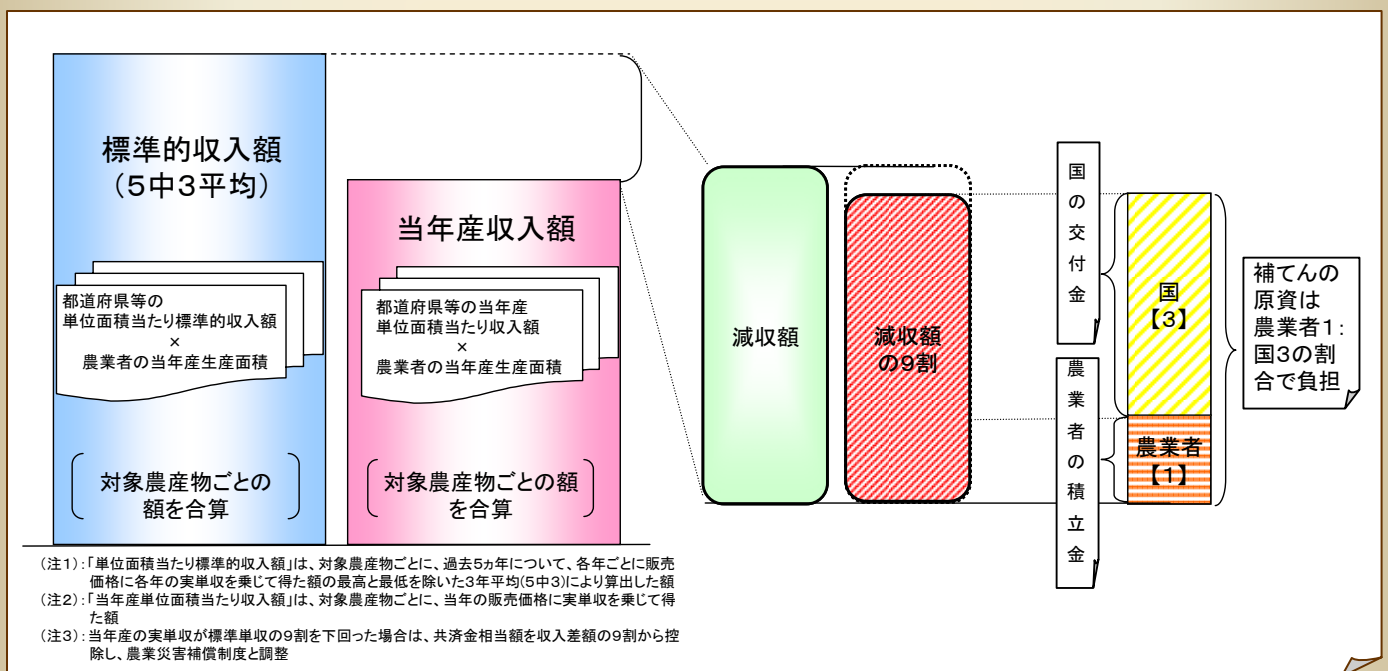 標準的収入額
(5中3平均)
都道府県等の
単位面積当たり標準的収入額
×
農業者の当年産生産面積
対象農産物ごとの
額を合算
当年産収入額
都道府県等の当年産
単位面積当たり収入額
×
農業者の当年産生産面積
対象農産物ごとの額
を合算
減収額
減収額
の9割
国の交付金
農業者の積立金
国
【3】
農業者
【1】
補てんの
原資は
農業者1:
国3の割
合で負担
(注1):「単位面積当たり標準的収入額」は、対象農産物ごとに、過去5ヵ年について、各年ごとに販売
価格に各年の実単収を乗じて得た額の最高と最低を除いた3年平均(5中3)により算出した額
(注2):「当年産単位面積当たり収入額」は、対象農産物ごとに、当年の販売価格に実単収を乗じて得
た額
(注3):当年産の実単収が標準単収の9割を下回った場合は、共済金相当額を収入差額の9割から控
除し、農業災害補償制度と調整